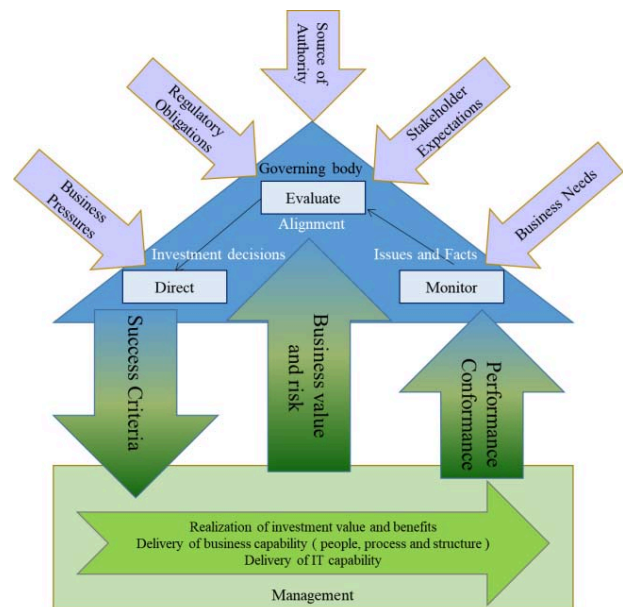 Source of
Authority
Regulatory
Obligations
Stakeholder
Expectations
Business
Pressures
Business Needs
Governing body
Evaluate
Alignment
Investment decisions
Issues and Facts
Direct
Monitor
Success Criteria
Business value
and risk
Performance
Conformance
Realization of investment value and benefits
Delivery of business capability ( people, process and structure )
Delivery of IT capability
Management